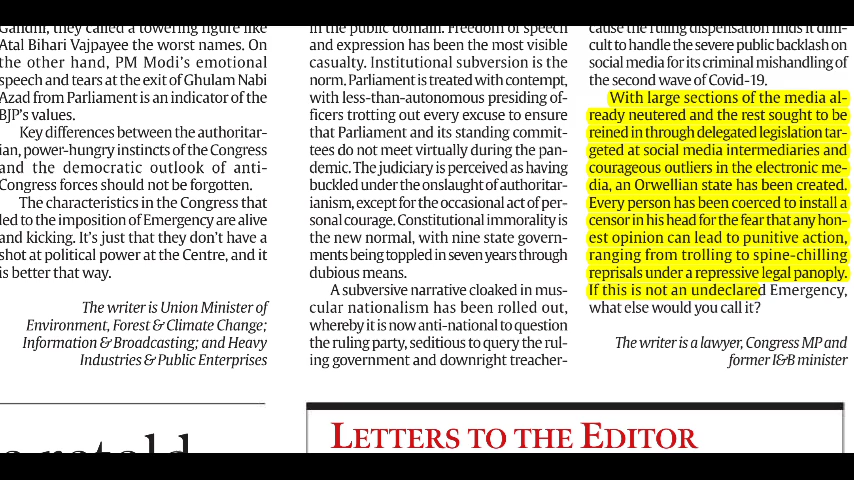 Gandhi, they called a towering figure like
Atal Bihari Vajpayee the worst names. On
the other hand, PM Modi's emotional
speech and tears at the exit of Ghulam Nabi
Azad from Parliament is an indicator of the
BJP's values.
Key differences between the authoritar-
ian, power-hungry instincts of the Congress
and the democratic outlook of anti-
Congress forces should not be forgotten.
The characteristics in the Congress that
led to the imposition of Emergency are alive
and kicking. It's just that they don't have a
shot at political power at the Centre, and it
is better that way.
The writer is Union Minister of
Environment, Forest & Climate Change;
Information & Broadcasting; and Heavy
Industries & Public Enterprises
in the public domain. Freedom of speech
and expression has been the most visible
casualty. Institutional subversion is the
norm. Parliament is treated with contempt,
with less-than-autonomous presiding of-
ficers trotting out every excuse to ensure
that Parliament and its standing commit-
tees do not meet virtually during the pan-
demic. The judiciary is perceived as having
buckled under the onslaught of authoritar-
ianism, except for the occasional act of per-
sonal courage. Constitutional immorality is
the new normal, with nine state govern-
ments being toppled in seven years through
dubious means.
A subversive narrative cloaked in mus-
cular nationalism has been rolled out,
whereby it is now anti-national to question
the ruling party, seditious to query the rul-
ing government and downright treacher-
cause the ruling dispensation finds it diffi-
cult to handle the severe public backlash on
social media for its criminal mishandling of
the second wave of Covid-19.
With large sections of the media al-
ready neutered and the rest sought to be
reined in through delegated legislation tar-
geted at social media intermediaries and
courageous outliers in the electronic me-
dia, an Orwellian state has been created.
Every person has been coerced to install a
censor in his head for the fear that any hon-
est opinion can lead to punitive action,
ranging from trolling to spine-chilling
reprisals under a repressive legal panoply.
If this is not an undeclared Emergency,
what else would you call it?
The writer is a lawyer, Congress MP and
former I&B minister
LETTERS TO THE EDITOR